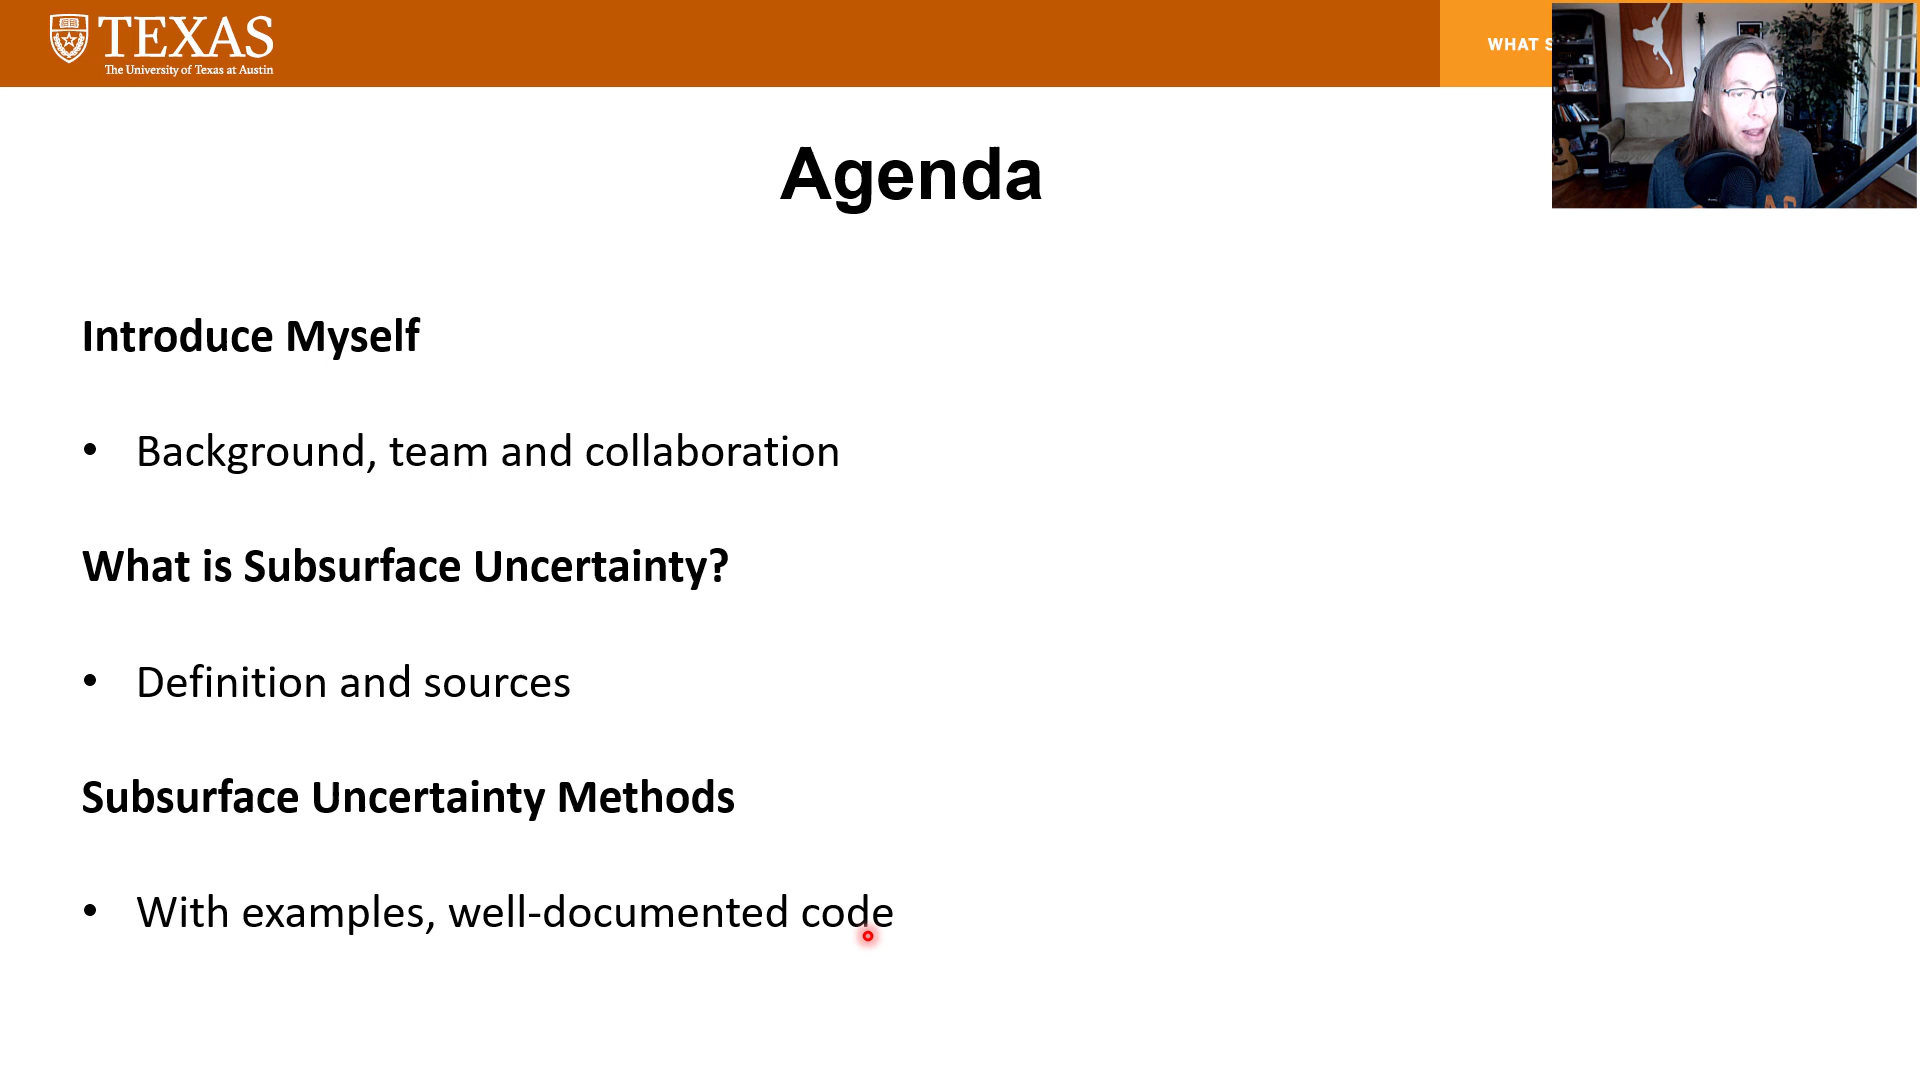 TEXAS
The University of Texas at Austin
WHAT S
Agenda
Introduce Myself
• Background, team and collaboration
What is Subsurface Uncertainty?
• Definition and sources
Subsurface Uncertainty Methods
• With examples, well-documented code